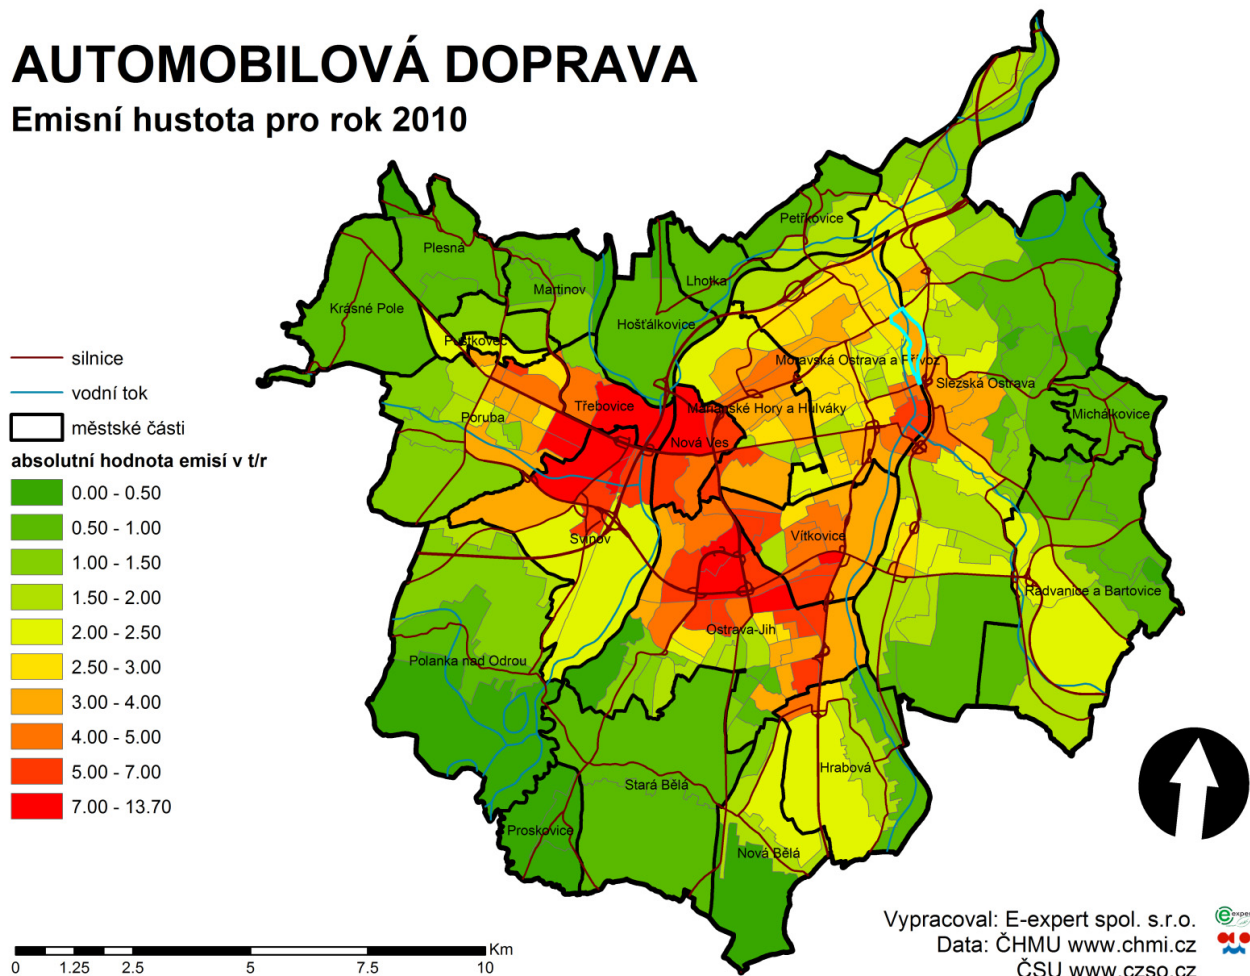 AUTOMOBILOVÁ DOPRAVA
Emisní hustota pro rok 2010
Petřkovice
Plesná
Lhotka
Martinov
Krásné Pole
Hošťálkovice
Pustkovec
Moravská Ostrava a Přívoz
Slezská Ostrava
Třebovice
Mariánské Hory a Hulváky
Michálkovice
Poruba
Nová Ves
Svinov
Vítkovice
Radvanice a Bartovice
Ostrava-Jih
Polanka nad Odrou
Hrabová
Stará Bělá
Proskovice
Nová Bělá
silnice
vodní tok
městské části
absolutní hodnota emisí v t/r
0.00 - 0.50
0.50 - 1.00
1.00 - 1.50
1.50 - 2.00
2.00 - 2.50
2.50 - 3.00
3.00 - 4.00
4.00 - 5.00
5.00 - 7.00
7.00 - 13.70
Km
0 1.25 2.5 5 7.5 10
Vypracoval: E-expert spol. s.r.o.
Data: ČHMU www.chmi.cz
ČSU www.czso.cz